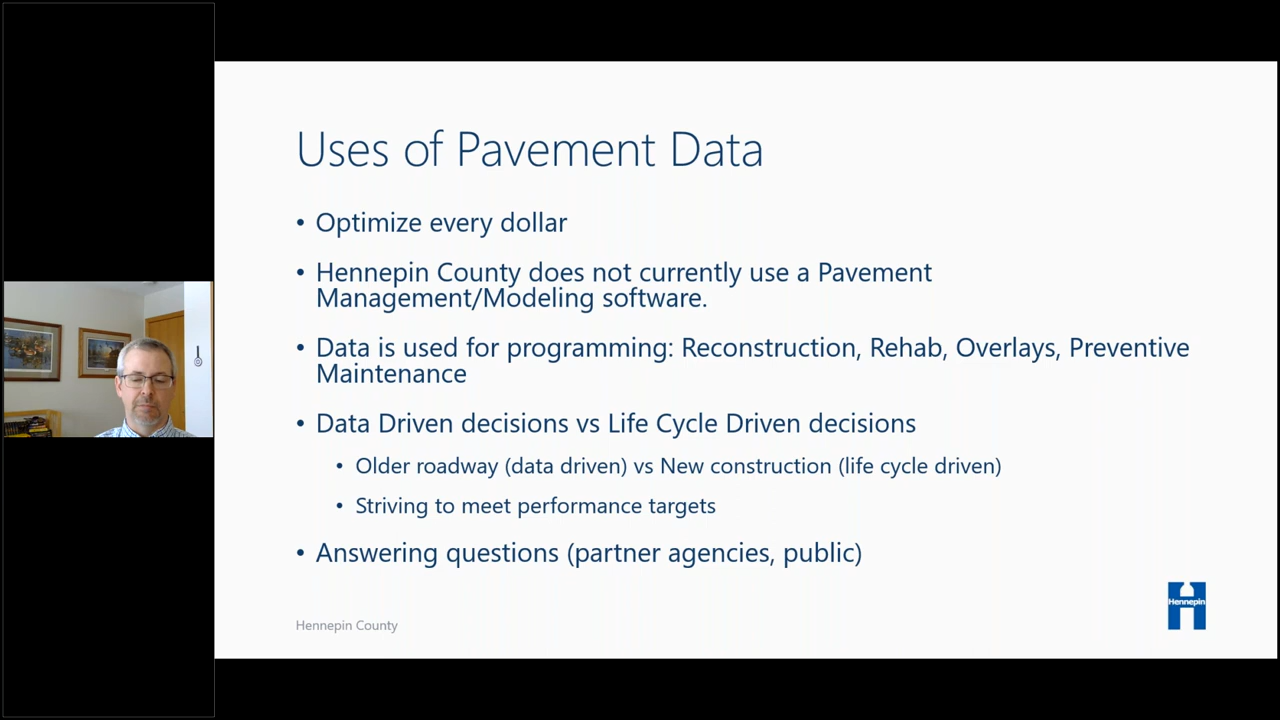 Uses of Pavement Data
• Optimize every dollar
• Hennepin County does not currently use a Pavement
Management/Modeling software.
• Data is used for programming: Reconstruction, Rehab, Overlays, Preventive
Maintenance
• Data Driven decisions vs Life Cycle Driven decisions
• Older roadway (data driven) vs New construction (life cycle driven)
• Striving to meet performance targets
• Answering questions (partner agencies, public)
Hennepin
Hennepin County